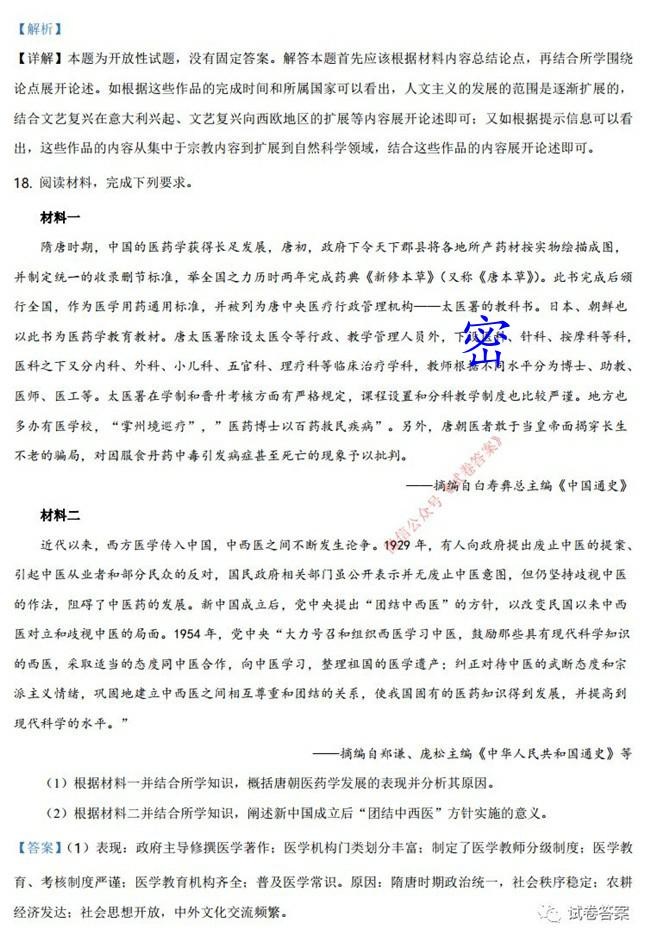 【解析】
【详解】本题为开放性试题，没有固定答案。解答本题首先应该根据材料内容总结论点，再结合所学围绕
论点展开论述。如根据这些作品的完成时间和所属国家可以看出，人文主义的发展的范围是逐渐扩展的，
结合文艺复兴在意大利兴起、文艺复兴向西欧地区的扩展等内容展开论述即可；又如根据提示信息可以看
出，这些作品的内容从集中于宗教内容到扩展到自然科学领域，结合这些作品的内容展开论述即可。
18. 阅读材料，完成下列要求。
材料一
隋唐时期，中国的医药学获得长足发展，唐初，政府下令天下郡县将各地所产药材按实物绘描成图，
并制定统一的收录删节标准，举全国之力历时两年完成药典《新修本草》（又称《唐本草》）。此书完成后颁
行全国，作为医学用药通用标准，并被列为唐中央医疗行政管理机构——太医署的教科书。日本、朝鲜也
以此书为医药学教育教材。唐太医署除设太医令等行政、教学管理人员外，下设医科、针科、按摩科等科，
密
医科之下又分内科、外科、小儿科、五官科、理疗科等临床治疗学科，教师根据不同水平分为博士、助教、
医师、医工等。太医署在学制和晋升考核方面有严格规定，课程设置和分科教学制度也比较严谨。地方也
多办有医学校，“掌州境巡疗”，”医药博士以百药救民疾病”。另外，唐朝医者敢于当皇帝面揭穿长生
不老的骗局，对因服食丹药中毒引发病症甚至死亡的现象予以批判。
——摘编自白寿彝总主编《中国通史》
微信公众号《试卷答案》
材料二
近代以来，西方医学传入中国，中西医之间不断发生论争。1929 年，有人向政府提出废止中医的提案、
引起中医从业者和部分民众的反对，国民政府相关部门虽公开表示并无废止中医意图，但仍坚持歧视中医
的作法，阻碍了中医药的发展。新中国成立后，党中央提出“团结中西医”的方针，以改变民国以来中西
医对立和歧视中医的局面。1954 年，党中央“大力号召和组织西医学习中医，鼓励那些具有现代科学知识
的西医，采取适当的态度同中医合作，向中医学习，整理祖国的医学遗产；纠正对待中医的武断态度和宗
派主义情绪，巩固地建立中西医之间相互尊重和团结的关系，使我国固有的医药知识得到发展，并提高到
现代科学的水平。”
——摘编自郑谦、庞松主编《中华人民共和国通史》等
（1）根据材料一并结合所学知识，概括唐朝医药学发展的表现并分析其原因。
（2）根据材料二并结合所学知识，阐述新中国成立后“团结中西医”方针实施的意义。
【答案】（1）表现：政府主导修撰医学著作；医学机构门类划分丰富；制定了医学教师分级制度；医学教
育、考核制度严谨；医学教育机构齐全；普及医学常识。原因：隋唐时期政治统一，社会秩序稳定；农耕
经济发达；社会思想开放，中外文化交流频繁。
试卷答案